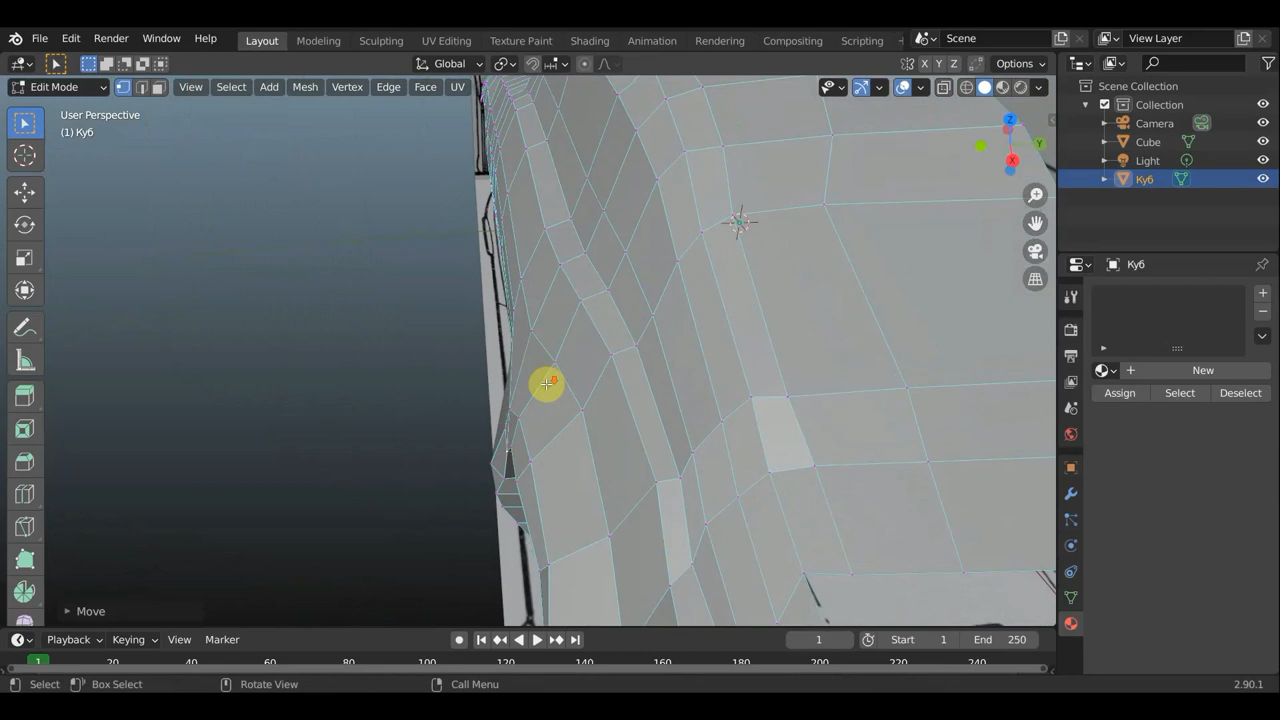 File Edit Render Window Help
Layout Modeling Sculpting UV Editing Texture Paint Shading Animation Rendering Compositing Scripting
Scene
View Layer
Global
X Y Z
Options
Edit Mode
View Select Add Mesh Vertex Edge Face UV
User Perspective
(1) Куб
Z
Y
X
Scene Collection
Collection
Camera
Cube
Light
Куб
Куб
New
Assign Select Deselect
Move
Playback Keying View Marker
1
Start 1
End 250
1 20 40 60 80 100 120 140 160 180 200 220 240
Select Box Select Rotate View Call Menu 2.90.1